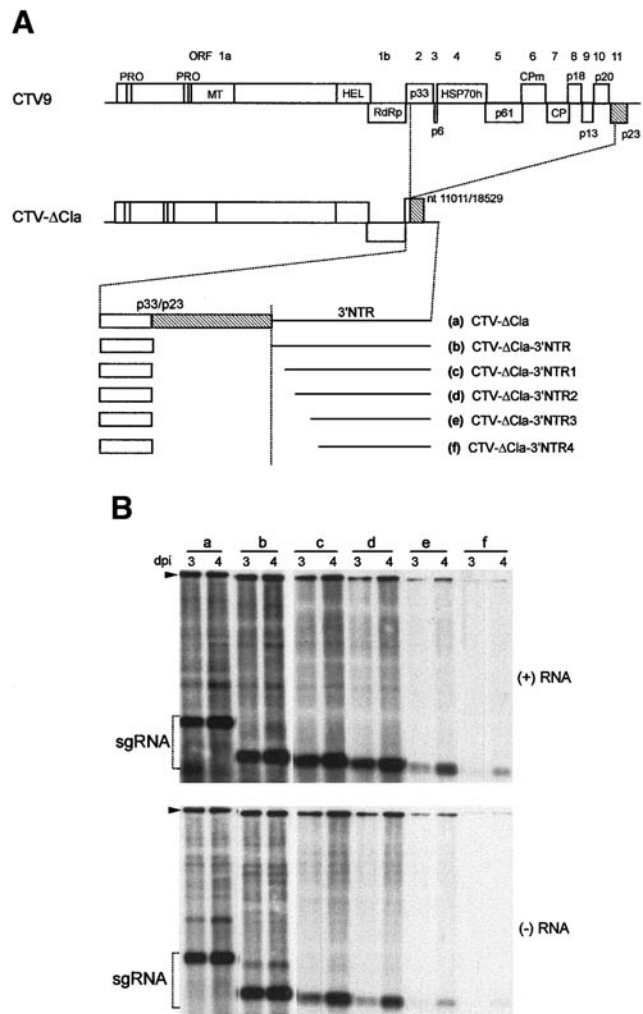 A
ORF 1a 1b 2 3 4 5 6 7 8 9 10 11
PRO PRO CPm p18 p20
CTV9 MT HEL p33 HSP70h p61 CP
RdRp p6 p13 p23
nt 11011/18529
CTV-ΔCla
p33/p23 3'NTR
(a) CTV-ΔCla
(b) CTV-ΔCla-3'NTR
(c) CTV-ΔCla-3'NTR1
(d) CTV-ΔCla-3'NTR2
(e) CTV-ΔCla-3'NTR3
(f) CTV-ΔCla-3'NTR4
B
a b c d e f
dpi 3 4 3 4 3 4 3 4 3 4 3 4
(+) RNA
sgRNA
(-) RNA
sgRNA